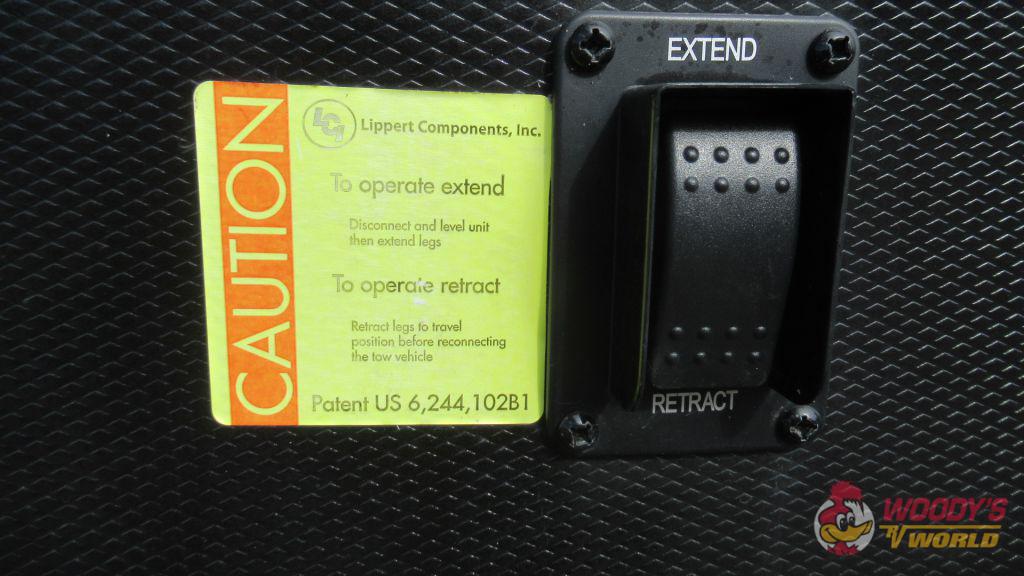 CAUTION
LCI Lippert Components, Inc.
To operate extend
Disconnect and level unit
then extend legs
To operate retract
Retract legs to travel
position before reconnecting
the tow vehicle
Patent US 6,244,102B1
EXTEND
RETRACT
WOODY'S
RV WORLD